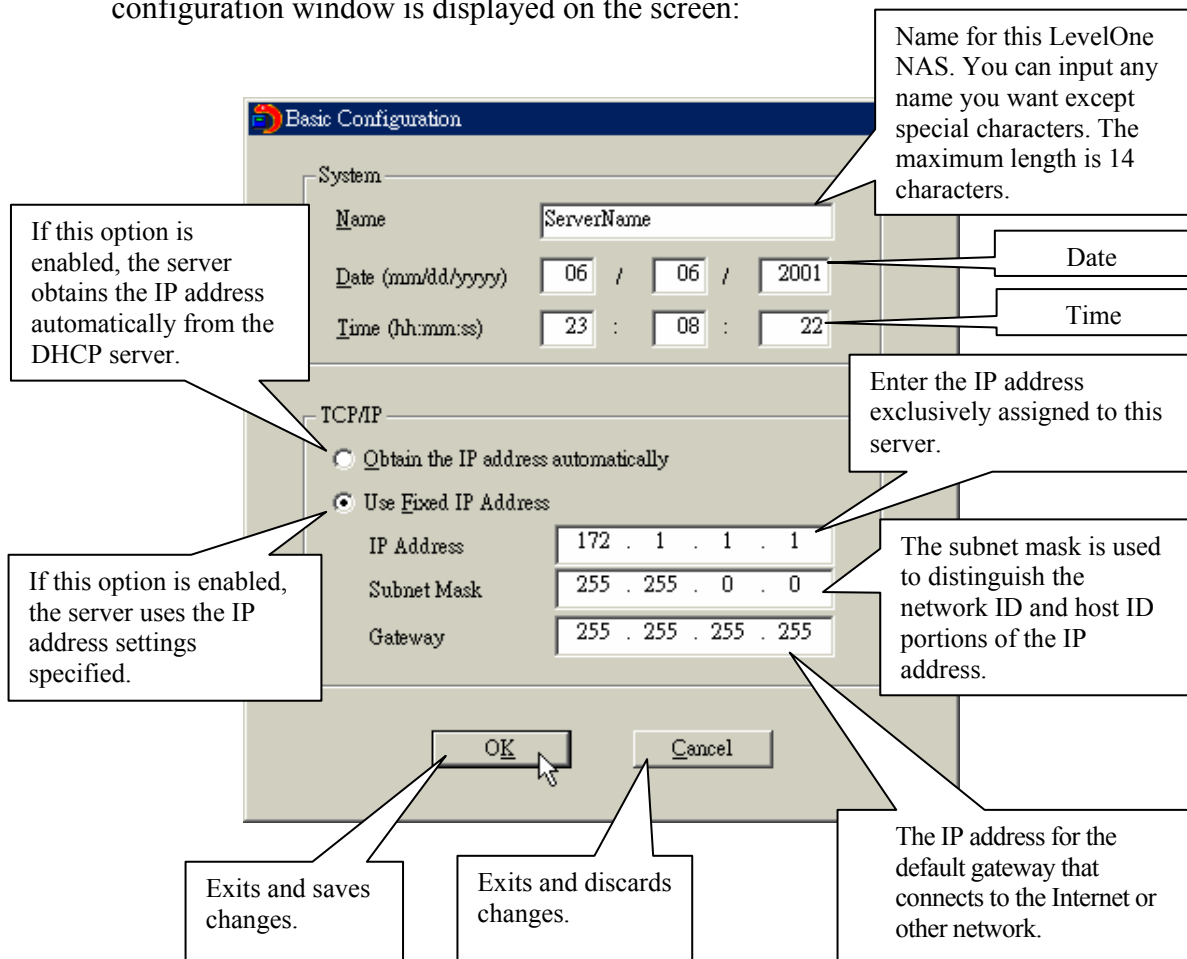 configuration window is displayed on the screen:
Name for this LevelOne
NAS. You can input any
name you want except
special characters. The
maximum length is 14
characters.
Basic Configuration
System
Name
ServerName
Date (mm/dd/yyyyy)
06 / 06 / 2001
Date
Time (hh:mm:ss)
23 : 08 : 22
Time
If this option is
enabled, the server
obtains the IP address
automatically from the
DHCP server.
Enter the IP address
exclusively assigned to this
server.
TCP/IP
Obtain the IP address automatically
Use Fixed IP Address
IP Address
172 . 1 . 1 . 1
Subnet Mask
255 . 255 . 0 . 0
Gateway
255 . 255 . 255 . 255
If this option is enabled,
the server uses the IP
address settings
specified.
The subnet mask is used
to distinguish the
network ID and host ID
portions of the IP
address.
OK
Cancel
Exits and saves
changes.
Exits and discards
changes.
The IP address for the
default gateway that
connects to the Internet or
other network.